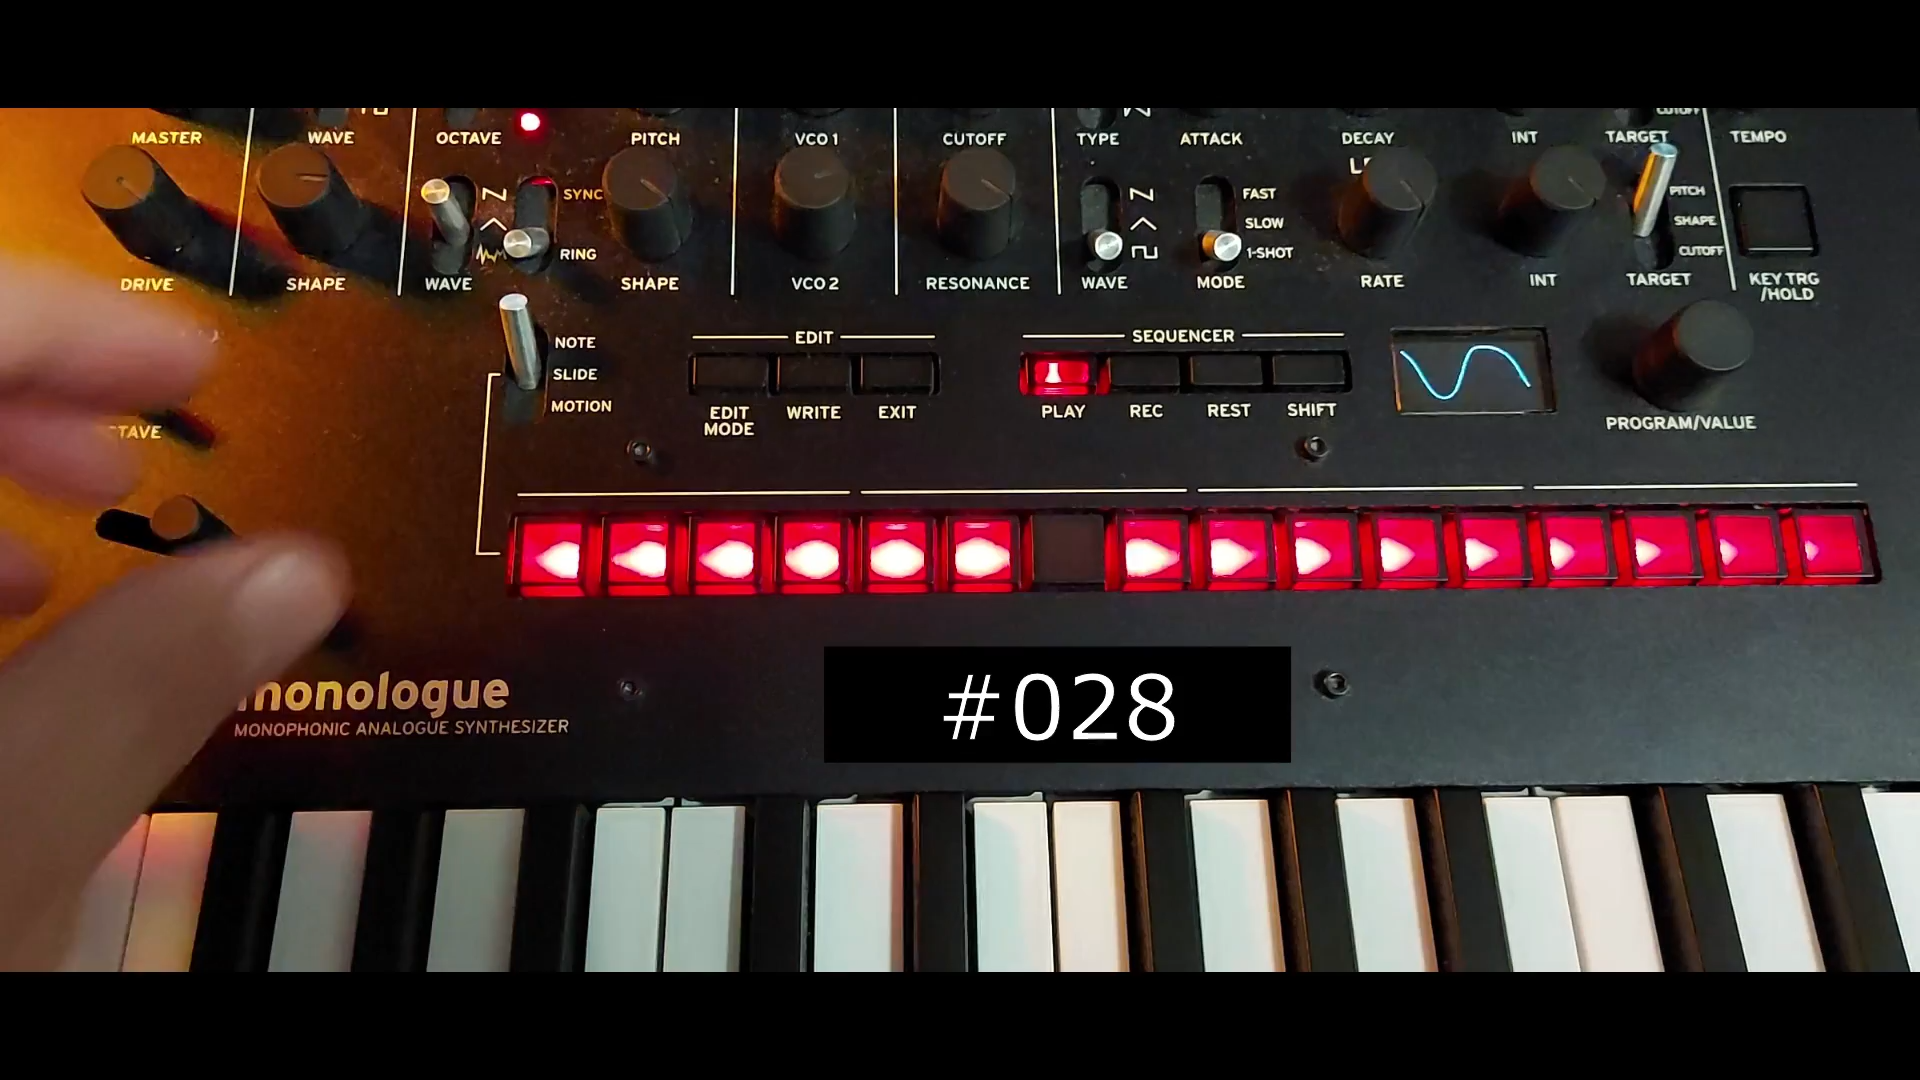 CUTOFF
MASTER WAVE OCTAVE PITCH VCO 1 CUTOFF TYPE ATTACK DECAY INT TARGET TEMPO
SYNC FAST PITCH
SLOW SHAPE
RING 1-SHOT CUTOFF
DRIVE SHAPE WAVE SHAPE VCO 2 RESONANCE WAVE MODE RATE INT TARGET KEY TRG
/HOLD
EDIT SEQUENCER
NOTE
SLIDE
MOTION
EDIT
MODE
WRITE EXIT PLAY REC REST SHIFT
PROGRAM/VALUE
monologue
MONOPHONIC ANALOGUE SYNTHESIZER
#028